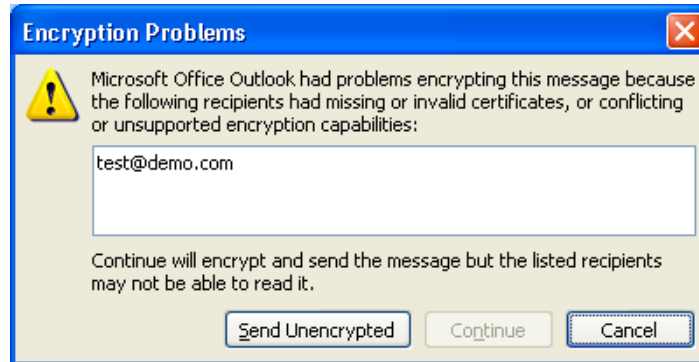 Encryption Problems
Microsoft Office Outlook had problems encrypting this message because
the following recipients had missing or invalid certificates, or conflicting
or unsupported encryption capabilities:
test@demo.com
Continue will encrypt and send the message but the listed recipients
may not be able to read it.
Send Unencrypted Continue Cancel